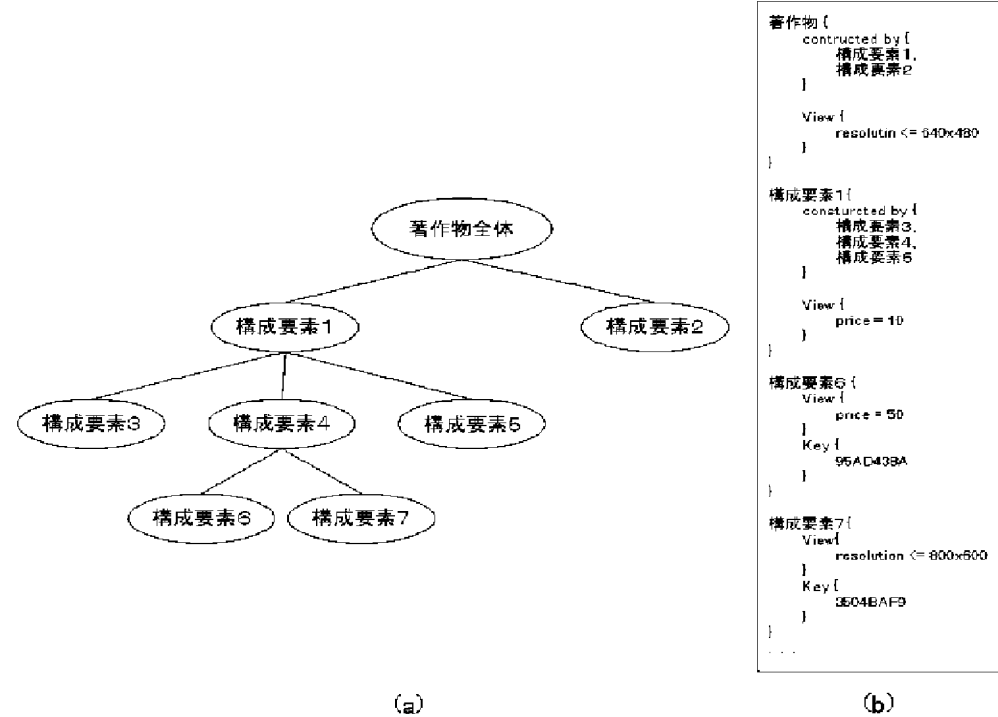 著作物全体
構成要素1
構成要素2
構成要素3
構成要素4
構成要素5
構成要素6
構成要素7
(a)
著作物 {
contructed by {
構成要素1,
構成要素2
}
View {
resolutin <= 640x480
}
}
構成要素1{
consturcted by {
構成要素3,
構成要素4,
構成要素5
}
View {
price = 10
}
}
構成要素6 {
View {
price = 50
}
Key {
95AD438A
}
}
構成要素7{
View{
resolution <= 800x600
}
Key {
3504BAF9
}
}
. . .
(b)